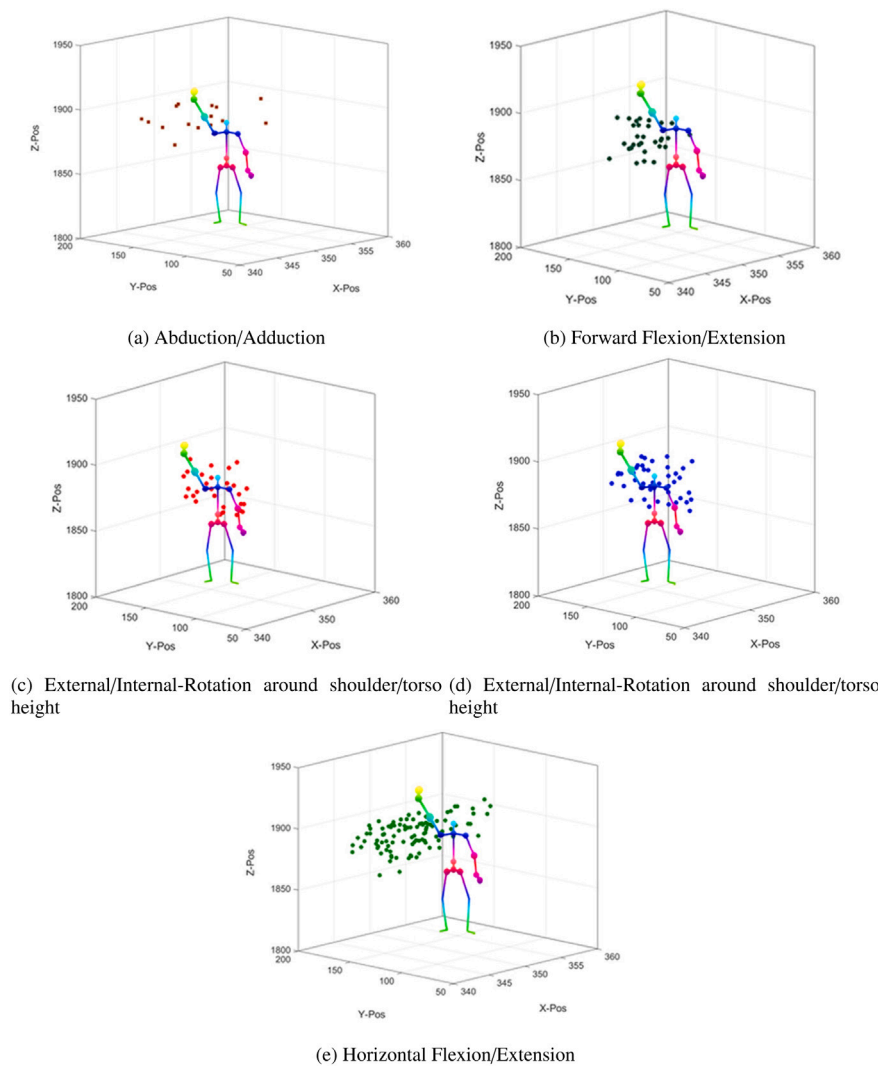 1950
1900
1850
1800
Z-Pos
200
150
100
50
Y-Pos
340
345
350
355
360
X-Pos
(a) Abduction/Adduction
1950
1900
1850
1800
Z-Pos
200
150
100
50
Y-Pos
340
345
350
355
360
X-Pos
(b) Forward Flexion/Extension
1950
1900
1850
1800
Z-Pos
200
150
100
50
Y-Pos
340
350
360
X-Pos
(c) External/Internal-Rotation around shoulder/torso
height
1950
1900
1850
1800
Z-Pos
200
150
100
50
Y-Pos
340
350
360
X-Pos
(d) External/Internal-Rotation around shoulder/torso
height
1950
1900
1850
1800
Z-Pos
200
150
100
50
Y-Pos
340
345
350
355
360
X-Pos
(e) Horizontal Flexion/Extension